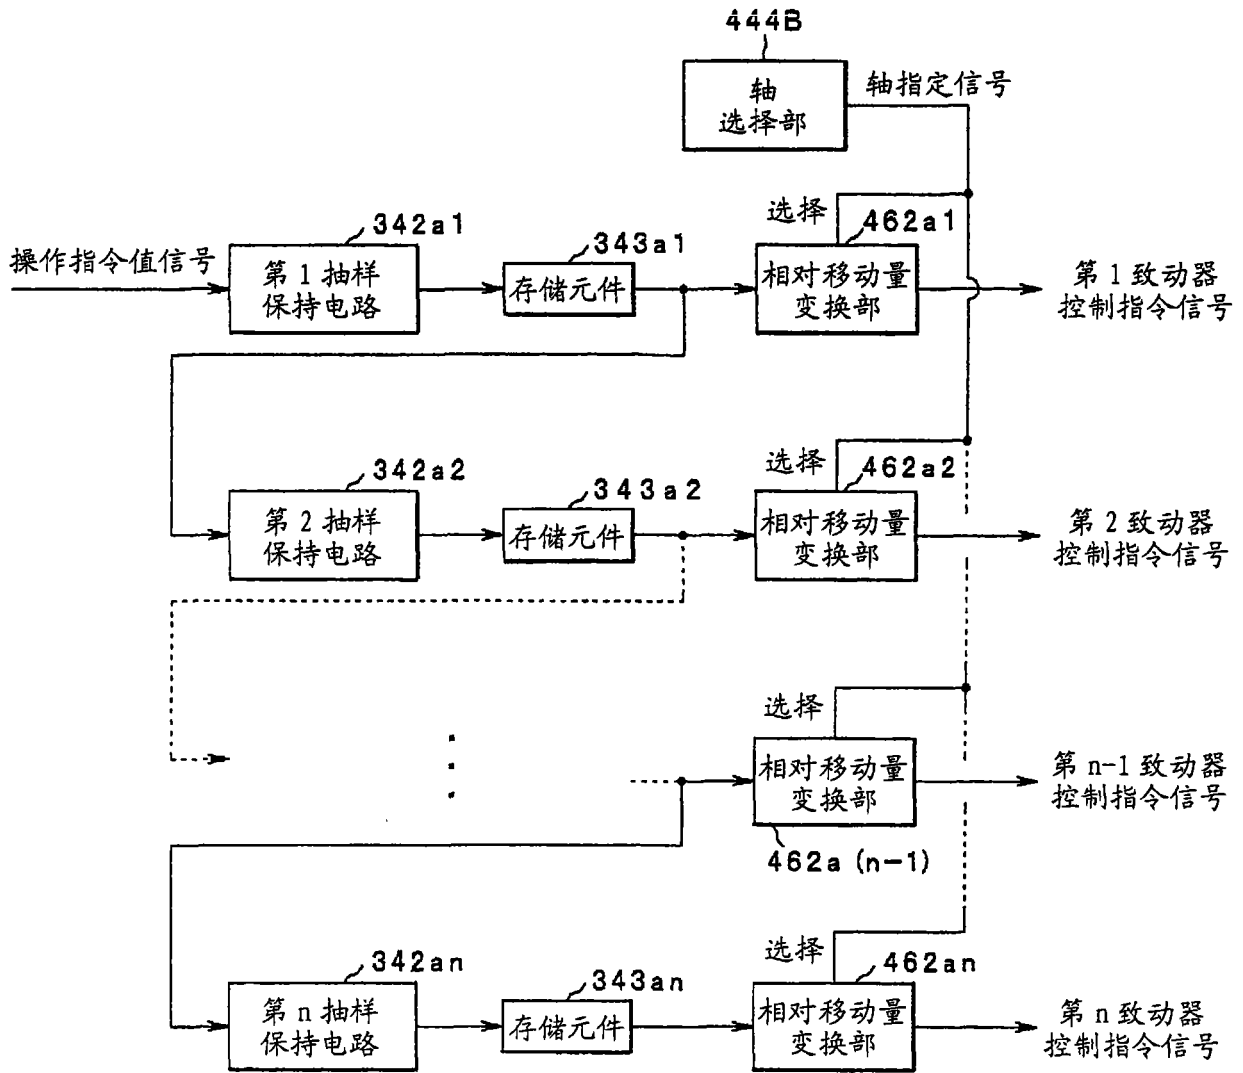 444B
轴
选择部
轴指定信号
选择
462a1
342a1
343a1
操作指令值信号
第1抽样
保持电路
存储元件
相对移动量
变换部
第1致动器
控制指令信号
选择
462a2
342a2
343a2
第2抽样
保持电路
存储元件
相对移动量
变换部
第2致动器
控制指令信号
选择
相对移动量
变换部
第n-1致动器
控制指令信号
462a(n-1)
选择
462an
342an
343an
第n抽样
保持电路
存储元件
相对移动量
变换部
第n致动器
控制指令信号